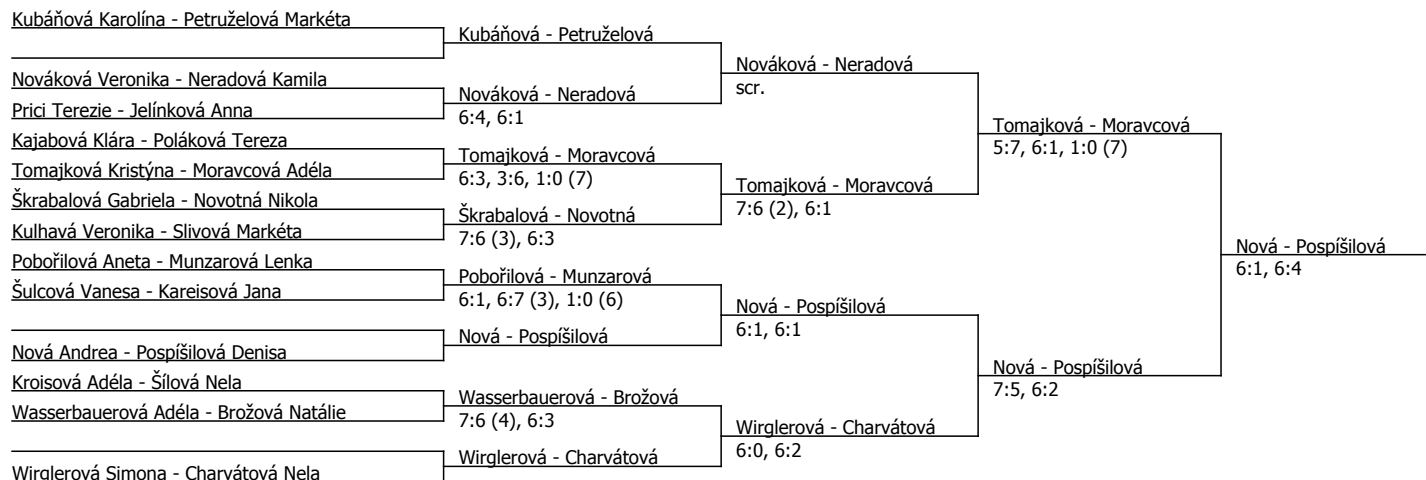 Kubáňová Karolína - Petruželová Markéta
Nováková Veronika - Neradová Kamila
Prici Terezie - Jelínková Anna
Kajabová Klára - Poláková Tereza
Tomajková Kristýna - Moravcová Adéla
Škrabalová Gabriela - Novotná Nikola
Kulhavá Veronika - Slivová Markéta
Pobořilová Aneta - Munzarová Lenka
Šulcová Vanesa - Kareisová Jana
Nová Andrea - Pospíšilová Denisa
Kroisová Adéla - Šílová Nela
Wasserbauerová Adéla - Brožová Natálie
Wirglerová Simona - Charvátová Nela
Kubáňová - Petruželová
Nováková - Neradová
6:4, 6:1
Tomajková - Moravcová
6:3, 3:6, 1:0 (7)
Škrabalová - Novotná
7:6 (3), 6:3
Pobořilová - Munzarová
6:1, 6:7 (3), 1:0 (6)
Nová - Pospíšilová
Wasserbauerová - Brožová
7:6 (4), 6:3
Wirglerová - Charvátová
Nováková - Neradová
scr.
Tomajková - Moravcová
7:6 (2), 6:1
Nová - Pospíšilová
6:1, 6:1
Wirglerová - Charvátová
6:0, 6:2
Tomajková - Moravcová
5:7, 6:1, 1:0 (7)
Nová - Pospíšilová
7:5, 6:2
Nová - Pospíšilová
6:1, 6:4